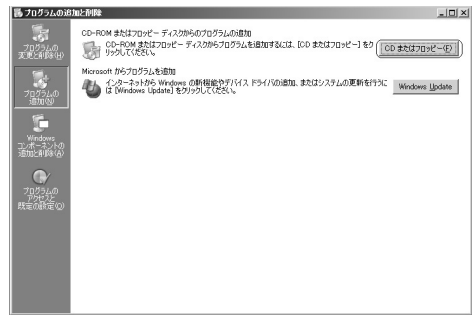 プログラムの追加と削除
プログラムの
変更と削除(H)
プログラムの
追加(N)
Windows
コンポーネントの
追加と削除(A)
プログラムの
アクセスと
既定の設定(O)
CD-ROM またはフロッピー ディスクからのプログラムの追加
CD-ROM またはフロッピー ディスクからプログラムを追加するには、[CD またはフロッピー] をク
リックしてください。
CD またはフロッピー(F)
Microsoft からプログラムを追加
インターネットから Windows の新機能やデバイス ドライバの追加、またはシステムの更新を行うに
は [Windows Update] をクリックしてください。
Windows Update